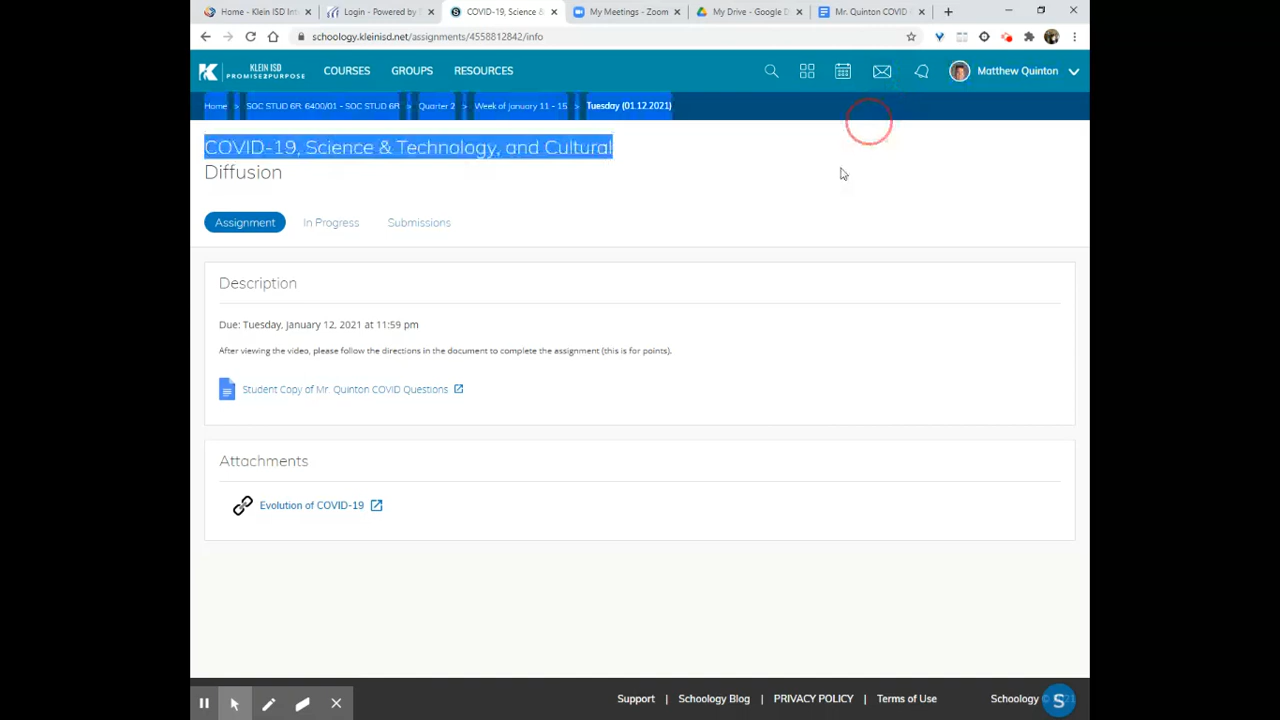 Home - Klein ISD Int
Login - Powered by
COVID-19, Science &
My Meetings - Zoom
My Drive - Google D
Mr. Quinton COVID
schoology.kleinisd.net/assignments/4558812842/info
KLEIN ISD
PROMISE2PURPOSE
COURSES
GROUPS
RESOURCES
Matthew Quinton
Home > SOC STUD 6R: 6400/01 - SOC STUD 6R > Quarter 2 > Week of January 11 - 15 > Tuesday (01.12.2021)
COVID-19, Science & Technology, and Cultural
Diffusion
Assignment
In Progress
Submissions
Description
Due: Tuesday, January 12, 2021 at 11:59 pm
After viewing the video, please follow the directions in the document to complete the assignment (this is for points).
Student Copy of Mr. Quinton COVID Questions
Attachments
Evolution of COVID-19
Support | Schoology Blog | PRIVACY POLICY | Terms of Use
Schoology ©
S